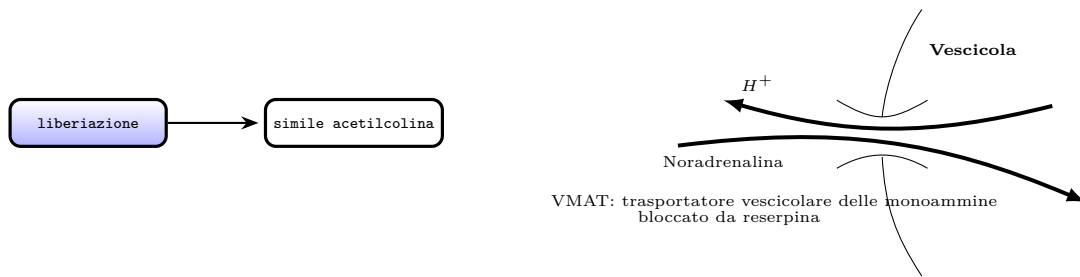 liberiazione
simile acetilcolina
Vescicola
H+
Noradrenalina
VMAT: trasportatore vescicolare delle monoammine
bloccato da reserpina